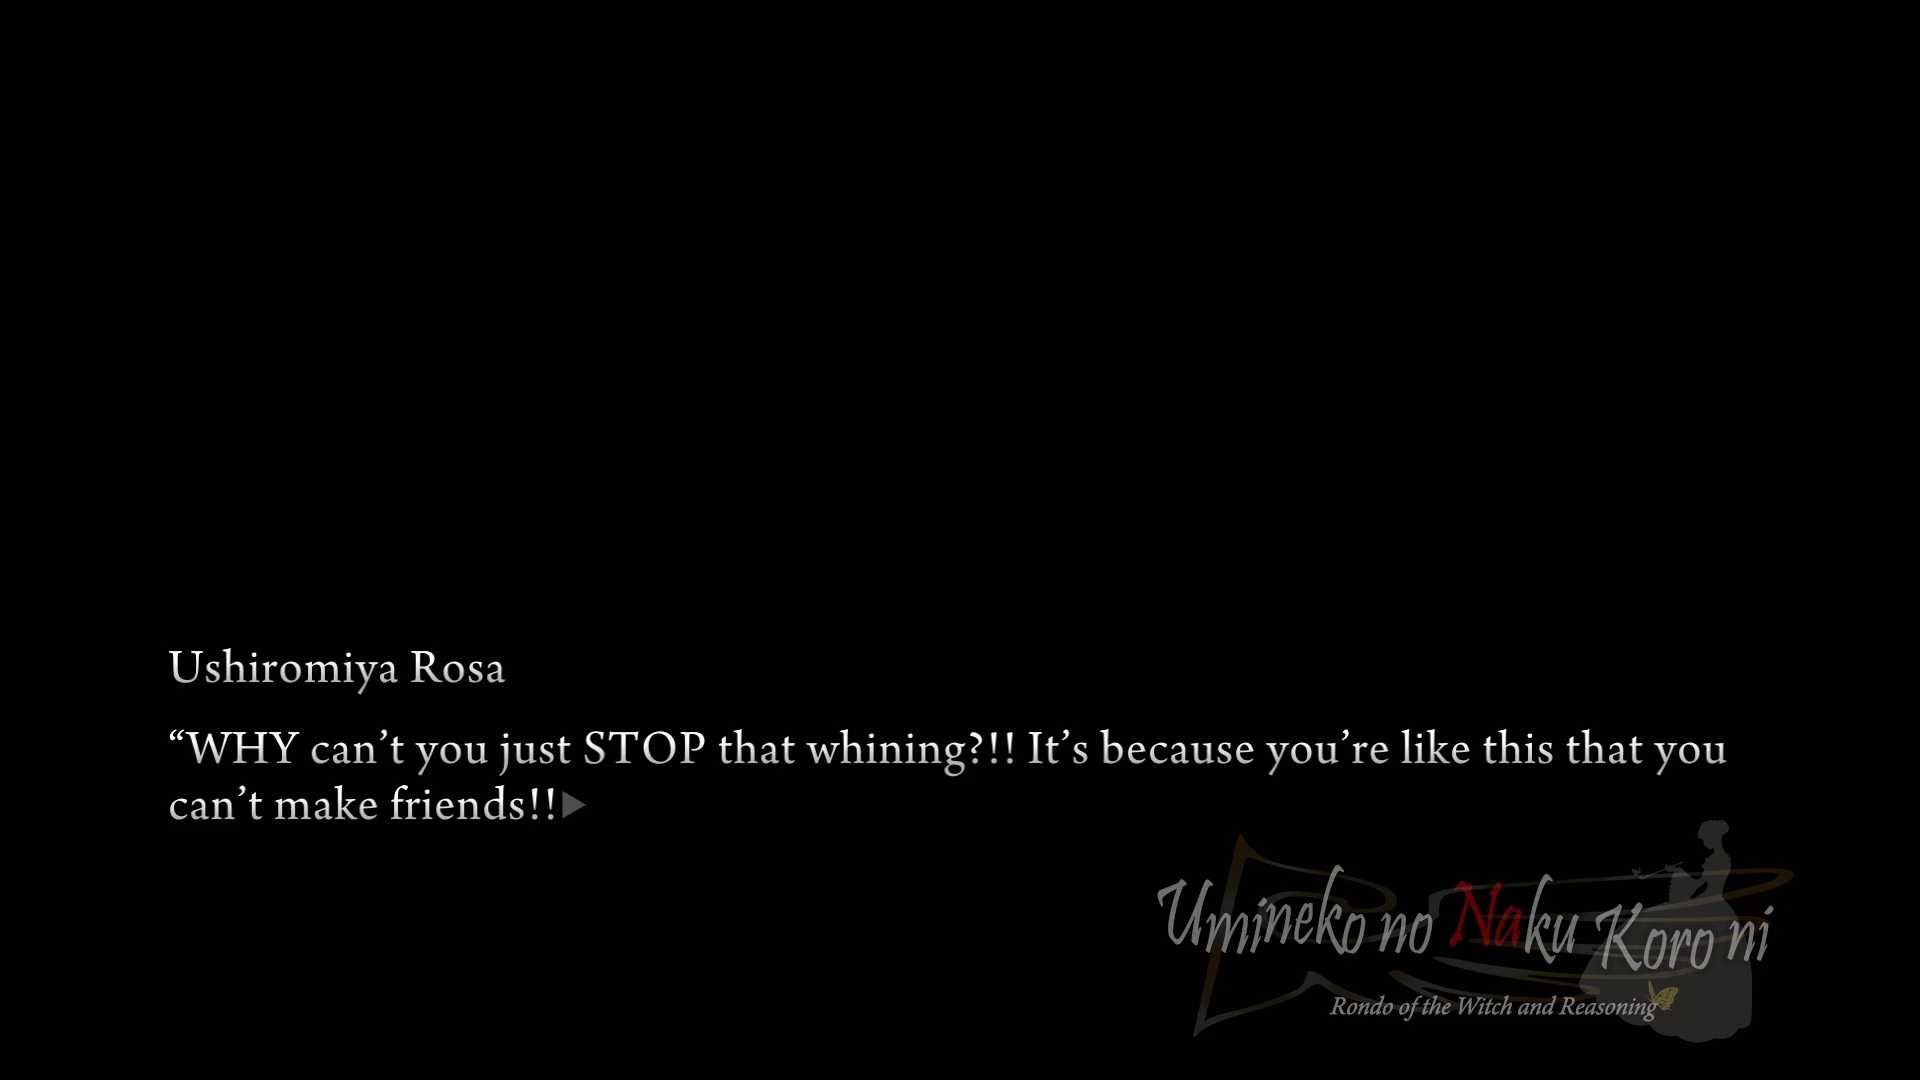 Ushiromiya Rosa
“WHY can’t you just STOP that whining?!! It’s because you’re like this that you
can’t make friends!!
Umineko no Naku Koro ni
Rondo of the Witch and Reasoning